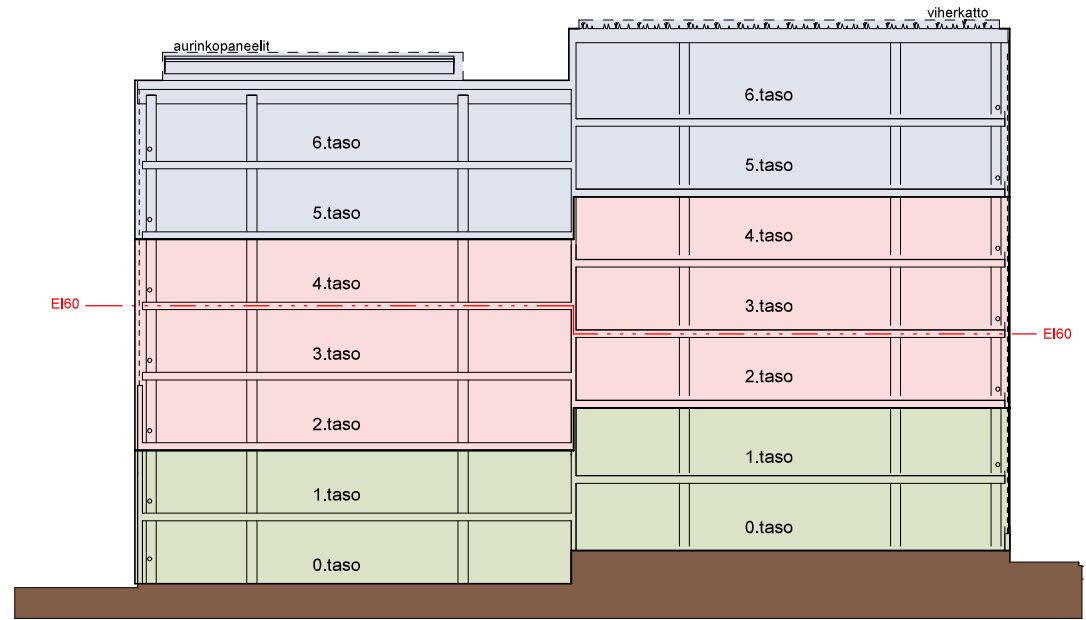 viherkatto
aurinkopaneelit
6.taso
6.taso
5.taso
5.taso
4.taso
4.taso
EI60
3.taso
EI60
3.taso
2.taso
2.taso
1.taso
1.taso
0.taso
0.taso